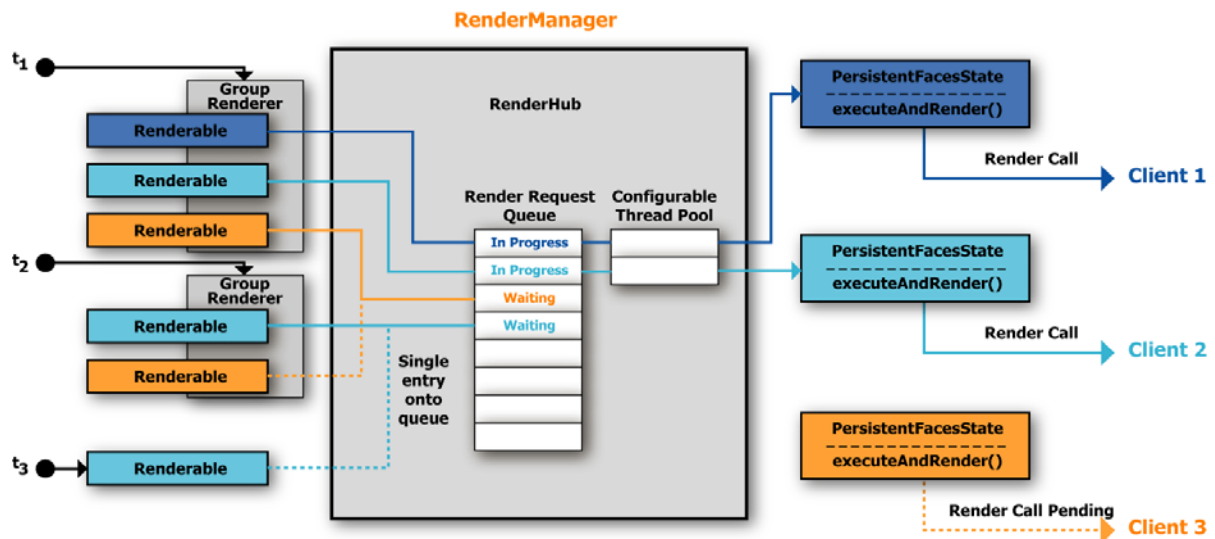 RenderManager
t1
Group
Renderer
Renderable
Renderable
Renderable
t2
Group
Renderer
Renderable
Renderable
t3
Renderable
RenderHub
Render Request
Queue
In Progress
In Progress
Waiting
Waiting
Configurable
Thread Pool
Single
entry
onto
queue
PersistentFacesState
executeAndRender()
Render Call
Client 1
PersistentFacesState
executeAndRender()
Render Call
Client 2
PersistentFacesState
executeAndRender()
Render Call Pending
Client 3